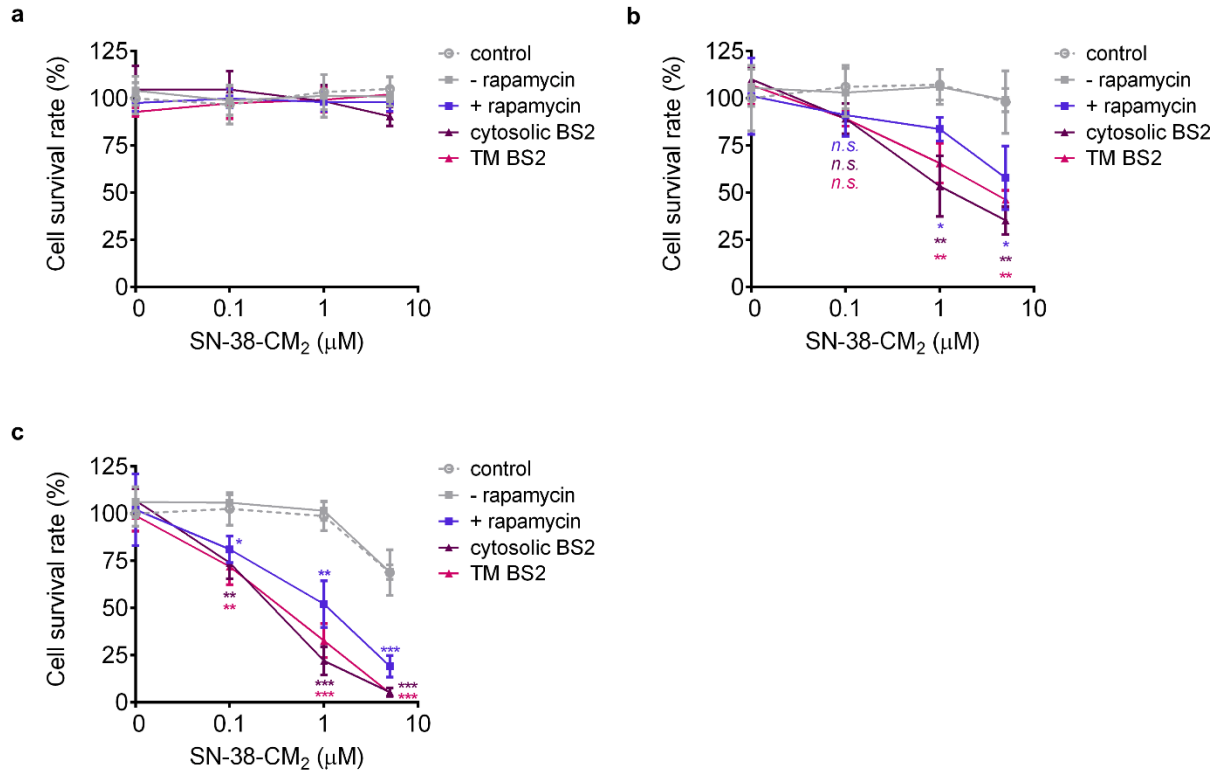 a
Cell survival rate (%)
125
100
75
50
25
0
0
0.1
1
10
SN-38-CM₂ (μM)
control
- rapamycin
+ rapamycin
cytosolic BS2
TM BS2
b
Cell survival rate (%)
125
100
75
50
25
0
n.s.
n.s.
n.s.
*
**
**
*
**
**
0
0.1
1
10
SN-38-CM₂ (μM)
control
- rapamycin
+ rapamycin
cytosolic BS2
TM BS2
c
Cell survival rate (%)
125
100
75
50
25
0
*
**
**
**
***
***
***
***
***
0
0.1
1
10
SN-38-CM₂ (μM)
control
- rapamycin
+ rapamycin
cytosolic BS2
TM BS2